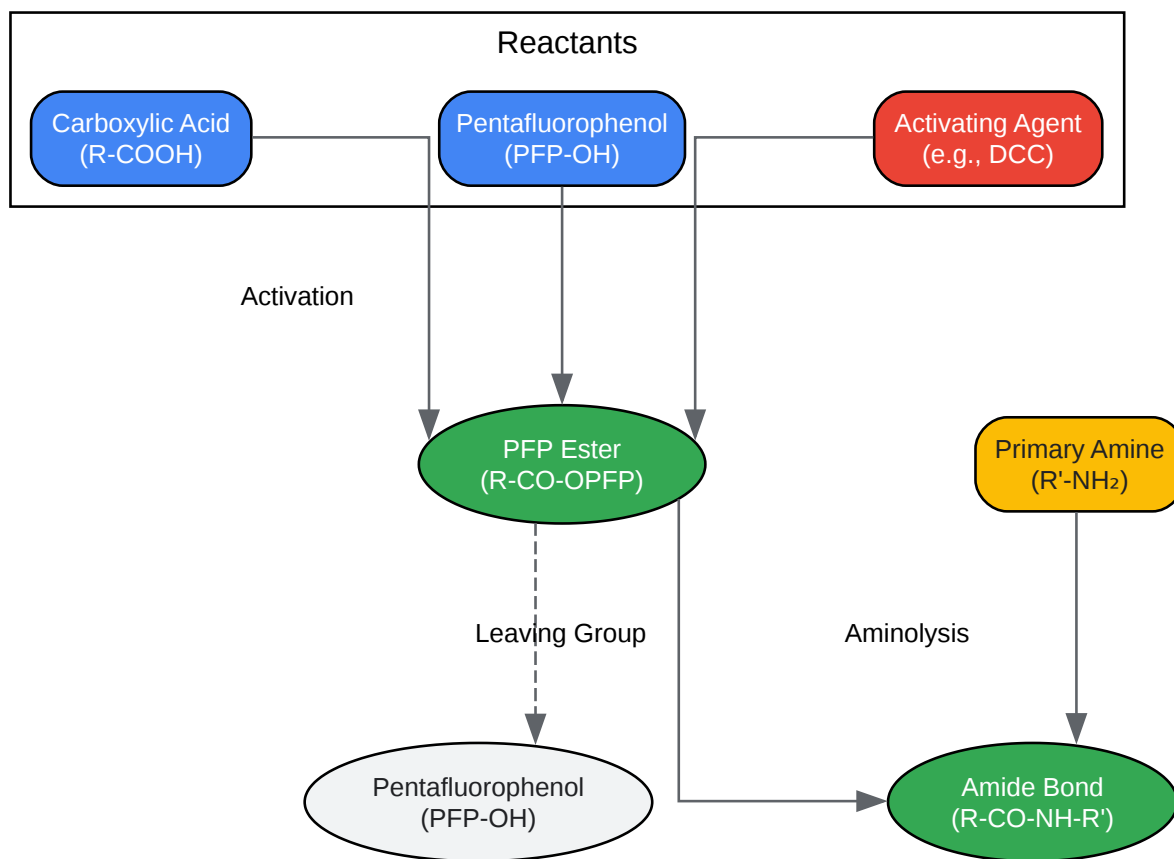 Reactants
Carboxylic Acid
(R-COOH)
Pentafluorophenol
(PFP-OH)
Activating Agent
(e.g., DCC)
Activation
PFP Ester
(R-CO-OPFP)
Primary Amine
(R'-NH₂)
Leaving Group
Aminolysis
Pentafluorophenol
(PFP-OH)
Amide Bond
(R-CO-NH-R')